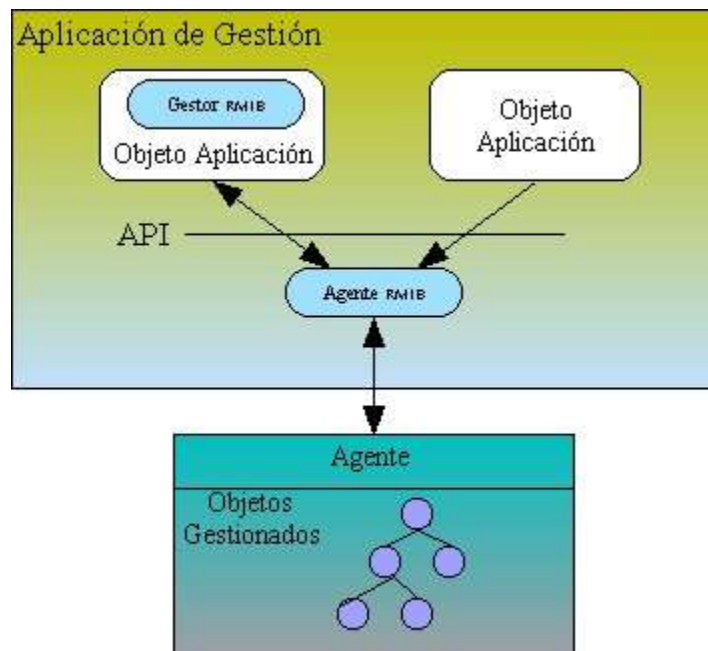 Aplicación de Gestión
Gestor RMIB
Objeto Aplicación
Objeto
Aplicación
API
Agente RMIB
Agente
Objetos
Gestionados